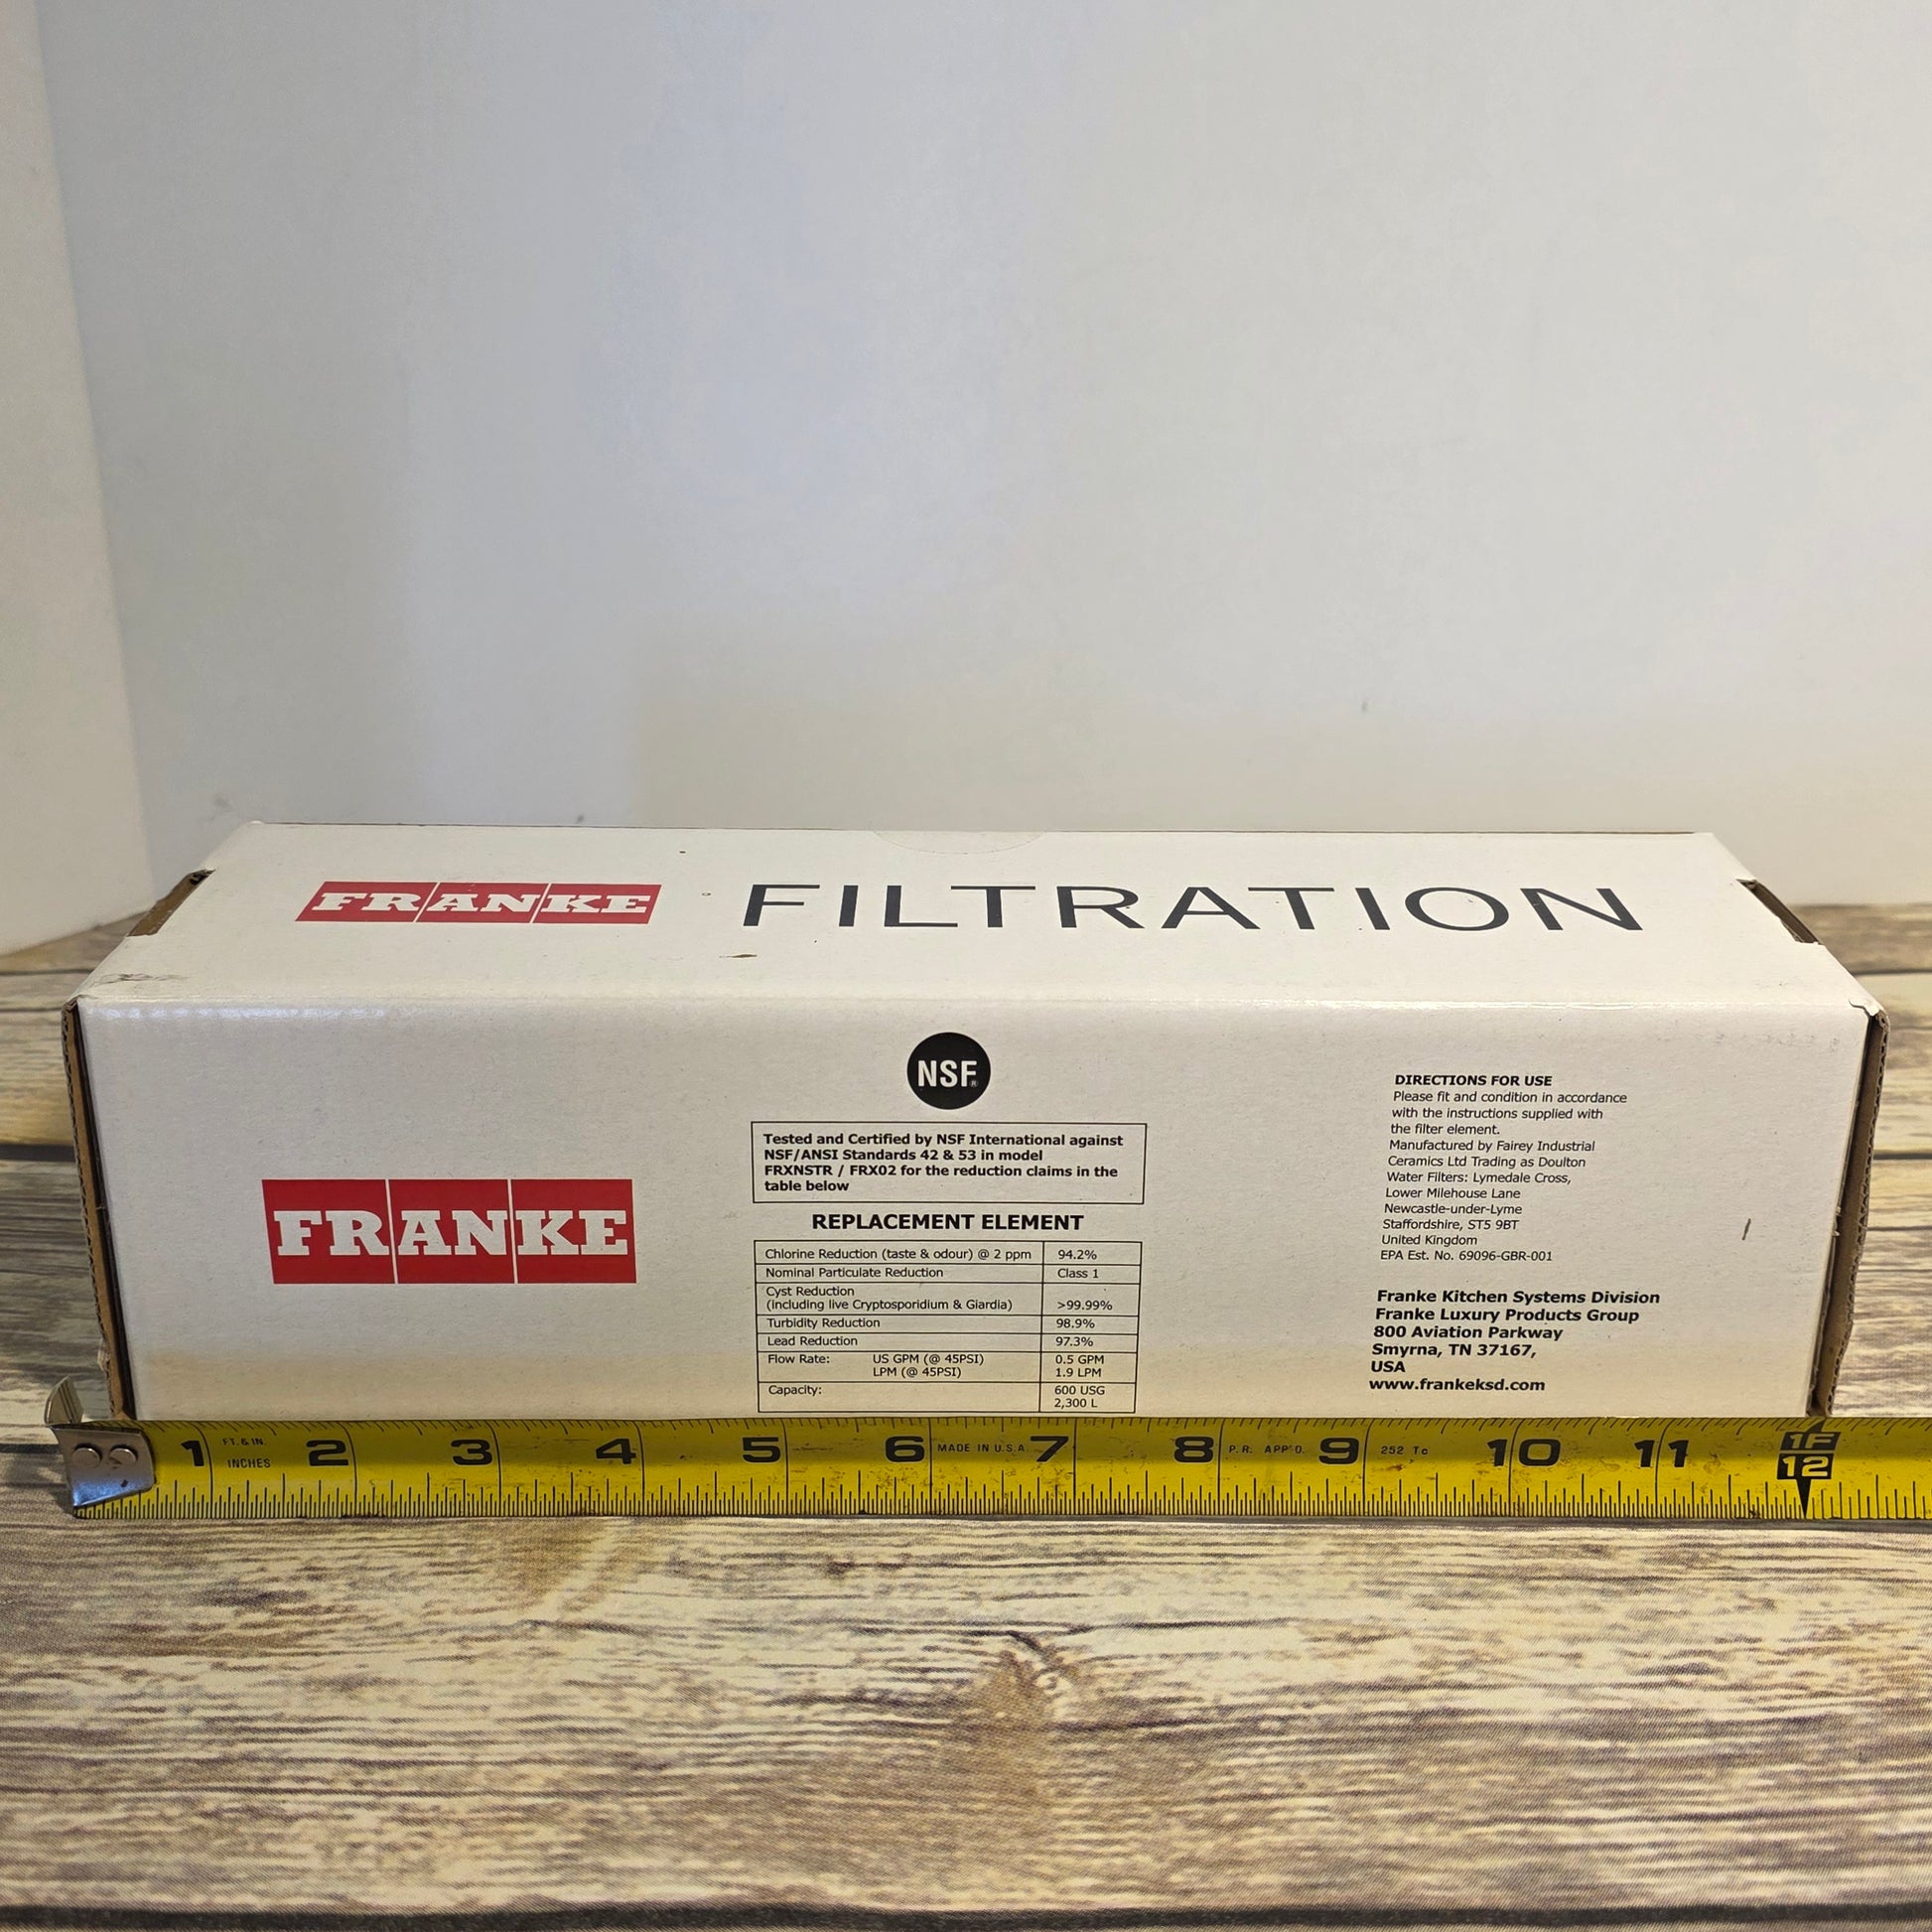 FRANKE FILTRATION
NSF®
Tested and Certified by NSF International against
NSF/ANSI Standards 42 & 53 in model
FRXNSTR / FRX02 for the reduction claims in the
table below
FRANKE
REPLACEMENT ELEMENT
Chlorine Reduction (taste & odour) @ 2 ppm 94.2%
Nominal Particulate Reduction Class 1
Cyst Reduction
(including live Cryptosporidium & Giardia) >99.99%
Turbidity Reduction 98.9%
Lead Reduction 97.3%
Flow Rate: US GPM (@ 45PSI) 0.5 GPM
LPM (@ 45PSI) 1.9 LPM
Capacity: 600 USG
2,300 L
DIRECTIONS FOR USE
Please fit and condition in accordance
with the instructions supplied with
the filter element.
Manufactured by Fairey Industrial
Ceramics Ltd Trading as Doulton
Water Filters: Lymedale Cross,
Lower Milehouse Lane
Newcastle-under-Lyme
Staffordshire, ST5 9BT
United Kingdom
EPA Est. No. 69096-GBR-001
Franke Kitchen Systems Division
Franke Luxury Products Group
800 Aviation Parkway
Smyrna, TN 37167,
USA
www.frankeksd.com
1 FT. & IN. 2 3 4 5 6 MADE IN U.S.A 7 8 P.R. APP'D. 9 252 Tc 10 11 1F
INCHES 12